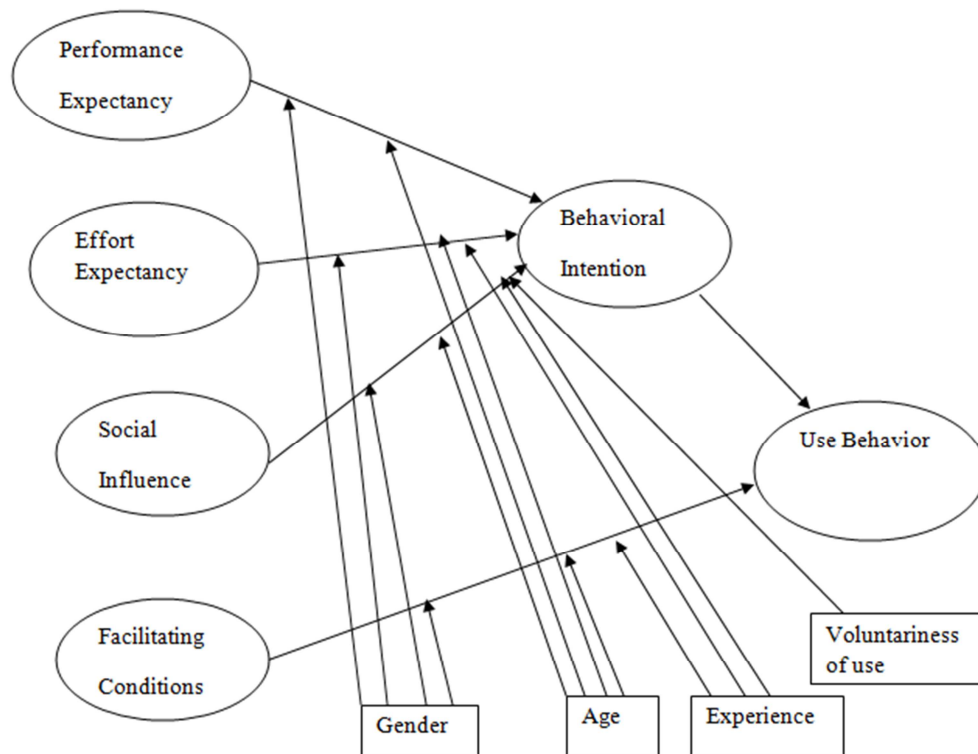 Performance
Expectancy
Effort
Expectancy
Behavioral
Intention
Social
Influence
Use Behavior
Facilitating
Conditions
Voluntariness
of use
Gender
Age
Experience